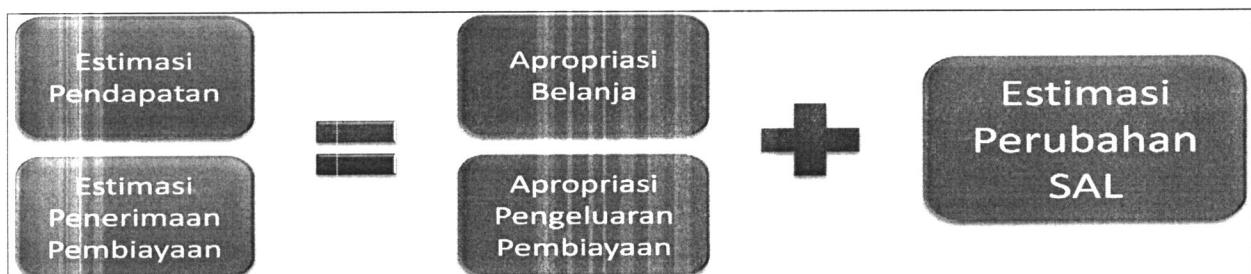 Estimasi
Pendapatan
Estimasi
Penerimaan
Pembiayaan
=
Apropriasi
Belanja
Apropriasi
Pengeluaran
Pembiayaan
+
Estimasi
Perubahan
SAL